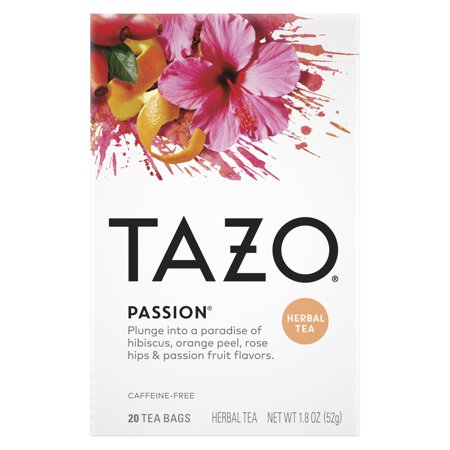 TAZO®
PASSION®
Plunge into a paradise of
hibiscus, orange peel, rose
hips & passion fruit flavors.
HERBAL
TEA
CAFFEINE-FREE
20 TEA BAGS HERBAL TEA NET WT 1.8 OZ (52g)